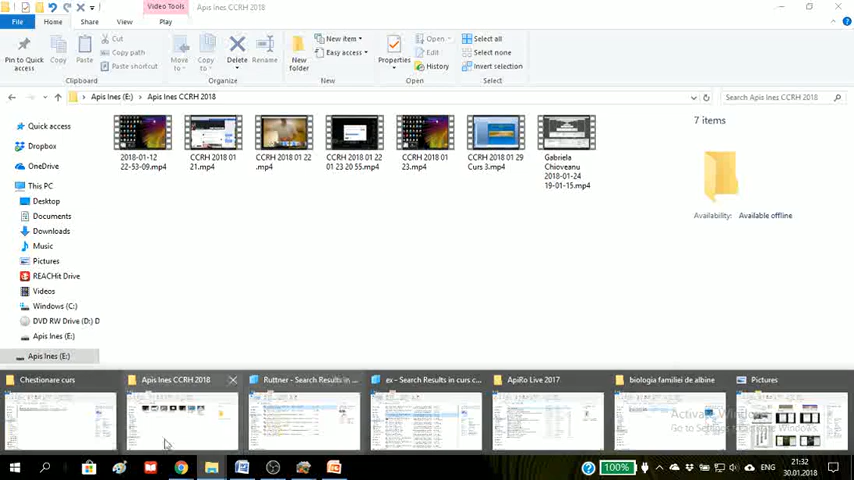 Video Tools
Apis Ines CCRH 2018
File
Home
Share
View
Play
Pin to Quick access
Copy
Paste
Cut
Copy path
Paste shortcut
Clipboard
Move to
Copy to
Delete
Rename
Organize
New folder
New item
Easy access
New
Properties
Open
Edit
History
Open
Select all
Select none
Invert selection
Select
Apis Ines (E:)
Apis Ines CCRH 2018
Search Apis Ines CCRH 2018
Quick access
Dropbox
OneDrive
This PC
Desktop
Documents
Downloads
Music
Pictures
REACHit Drive
Videos
Windows (C:)
DVD RW Drive (D:) D
Apis Ines (E:)
Apis Ines (E:)
2018-01-12
22-53-09.mp4
CCRH 2018 01
21.mp4
CCRH 2018 01 22
.mp4
CCRH 2018 01 22
01 23 20 55.mp4
CCRH 2018 01
23.mp4
CCRH 2018 01 29
Curs 3.mp4
Gabriela
Chioveanu
2018-01-24
19-01-15.mp4
7 items
Availability: Available offline
Chestionare curs
Apis Ines CCRH 2018
Ruttner - Search Results in ...
ex - Search Results in curs c...
ApiRo Live 2017
biologia familiei de albine
Pictures
Activate Windows
Go to Settings to activate Windows.
100%
ENG
21:32
30.01.2018